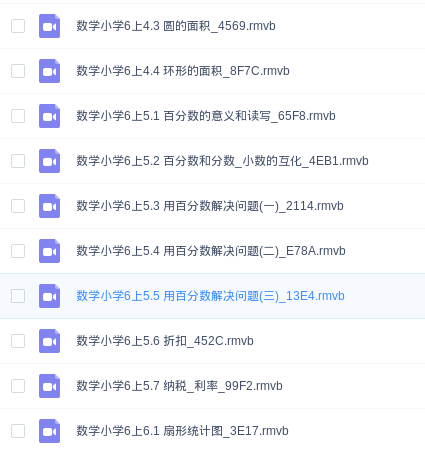 数学小学6上4.3 圆的面积_4569.rmvb
数学小学6上4.4 环形的面积_8F7C.rmvb
数学小学6上5.1 百分数的意义和读写_65F8.rmvb
数学小学6上5.2 百分数和分数_小数的互化_4EB1.rmvb
数学小学6上5.3 用百分数解决问题(一)_2114.rmvb
数学小学6上5.4 用百分数解决问题(二)_E78A.rmvb
数学小学6上5.5 用百分数解决问题(三)_13E4.rmvb
数学小学6上5.6 折扣_452C.rmvb
数学小学6上5.7 纳税_利率_99F2.rmvb
数学小学6上6.1 扇形统计图_3E17.rmvb